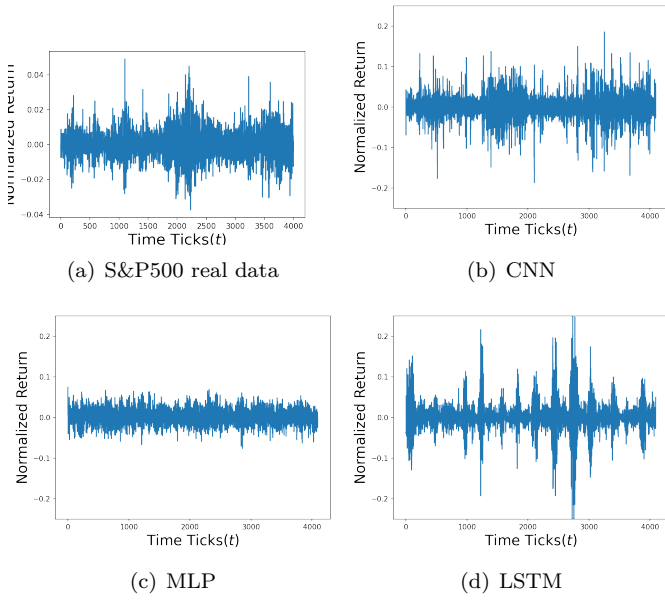 0.04
0.02
0.00
−0.02
−0.04
Normalized Return
0 500 1000 1500 2000 2500 3000 3500 4000
Time Ticks(t)
(a) S&P500 real data
0.2
0.1
0.0
−0.1
−0.2
Normalized Return
0 1000 2000 3000 4000
Time Ticks(t)
(b) CNN
0.2
0.1
0.0
−0.1
−0.2
Normalized Return
0 1000 2000 3000 4000
Time Ticks(t)
(c) MLP
0.2
0.1
0.0
−0.1
−0.2
Normalized Return
0 1000 2000 3000 4000
Time Ticks(t)
(d) LSTM